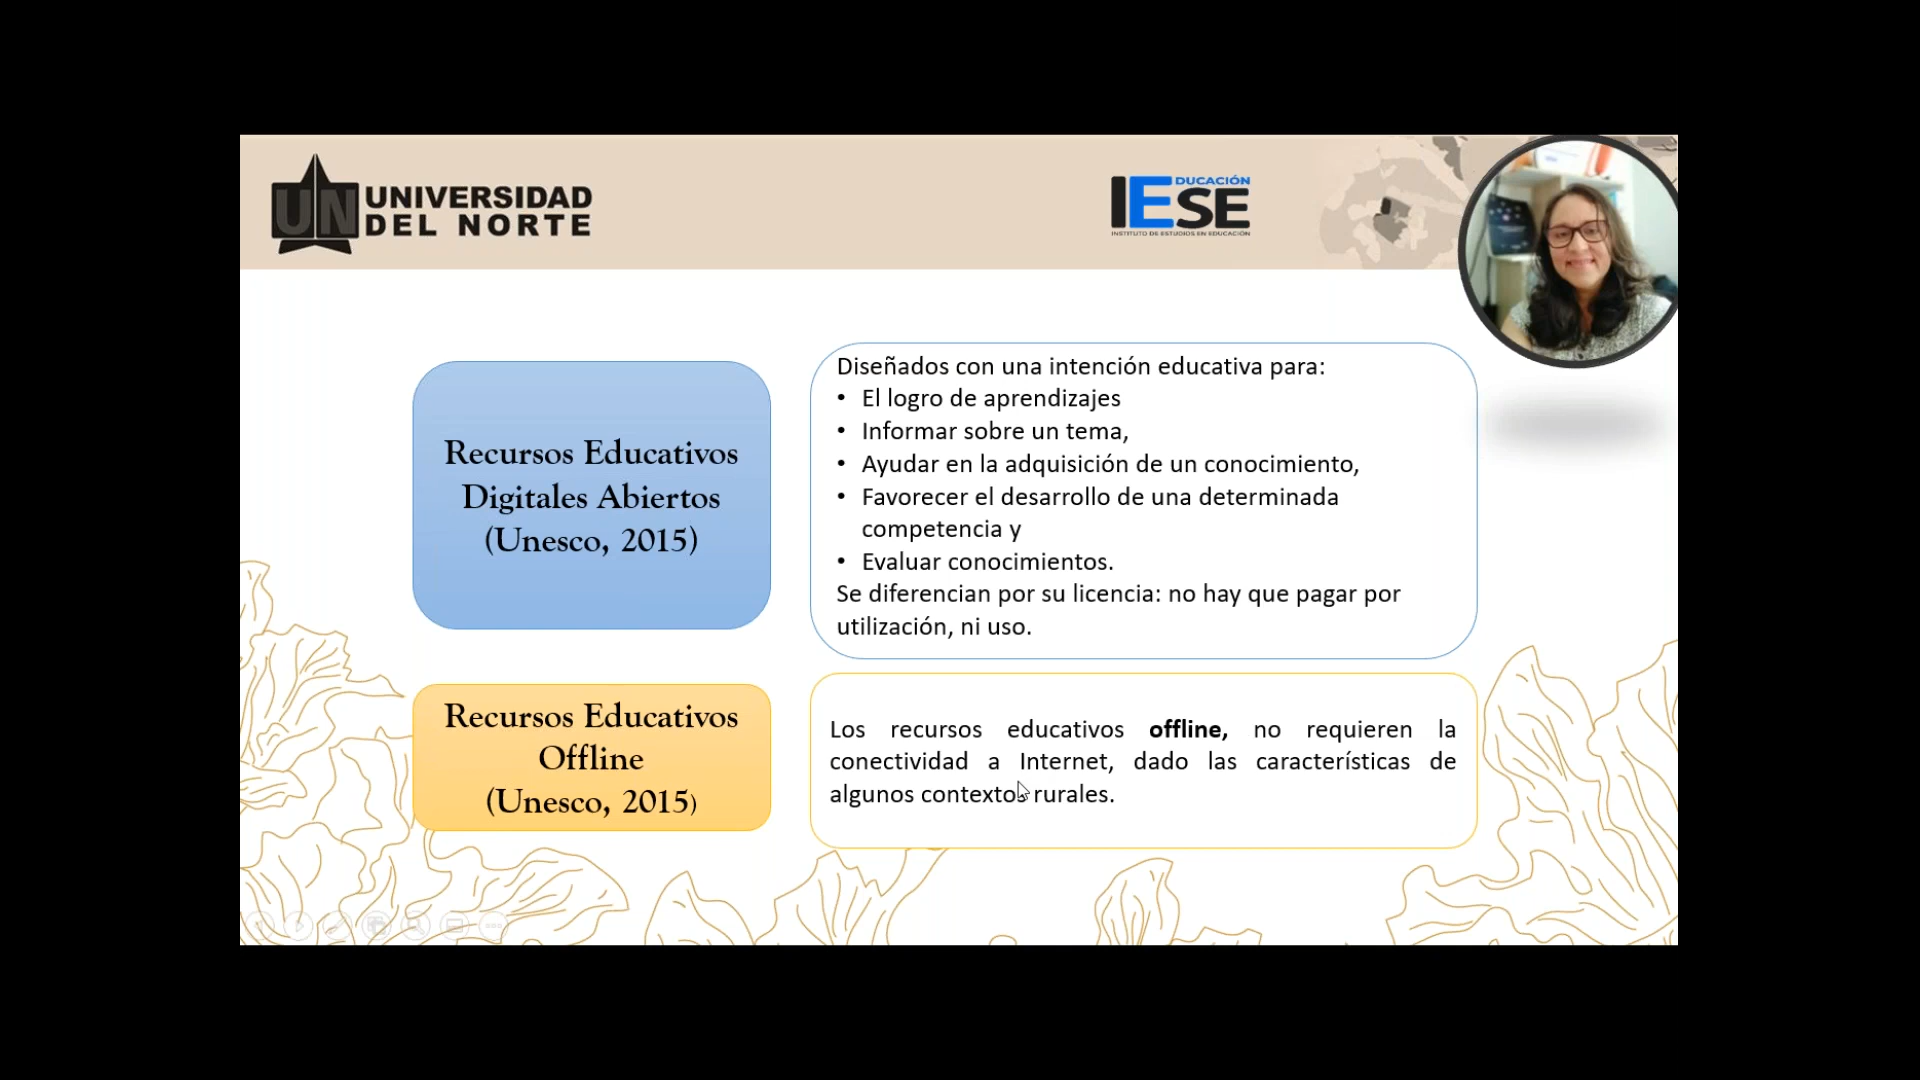 UN UNIVERSIDAD
DEL NORTE
IESE
DUCACIÓN
INSTITUTO DE ESTUDIOS EN EDUCACIÓN
Recursos Educativos
Digitales Abiertos
(Unesco, 2015)
Diseñados con una intención educativa para:
• El logro de aprendizajes
• Informar sobre un tema,
• Ayudar en la adquisición de un conocimiento,
• Favorecer el desarrollo de una determinada
competencia y
• Evaluar conocimientos.
Se diferencian por su licencia: no hay que pagar por
utilización, ni uso.
Recursos Educativos
Offline
(Unesco, 2015)
Los recursos educativos offline, no requieren la
conectividad a Internet, dado las características de
algunos contextos rurales.